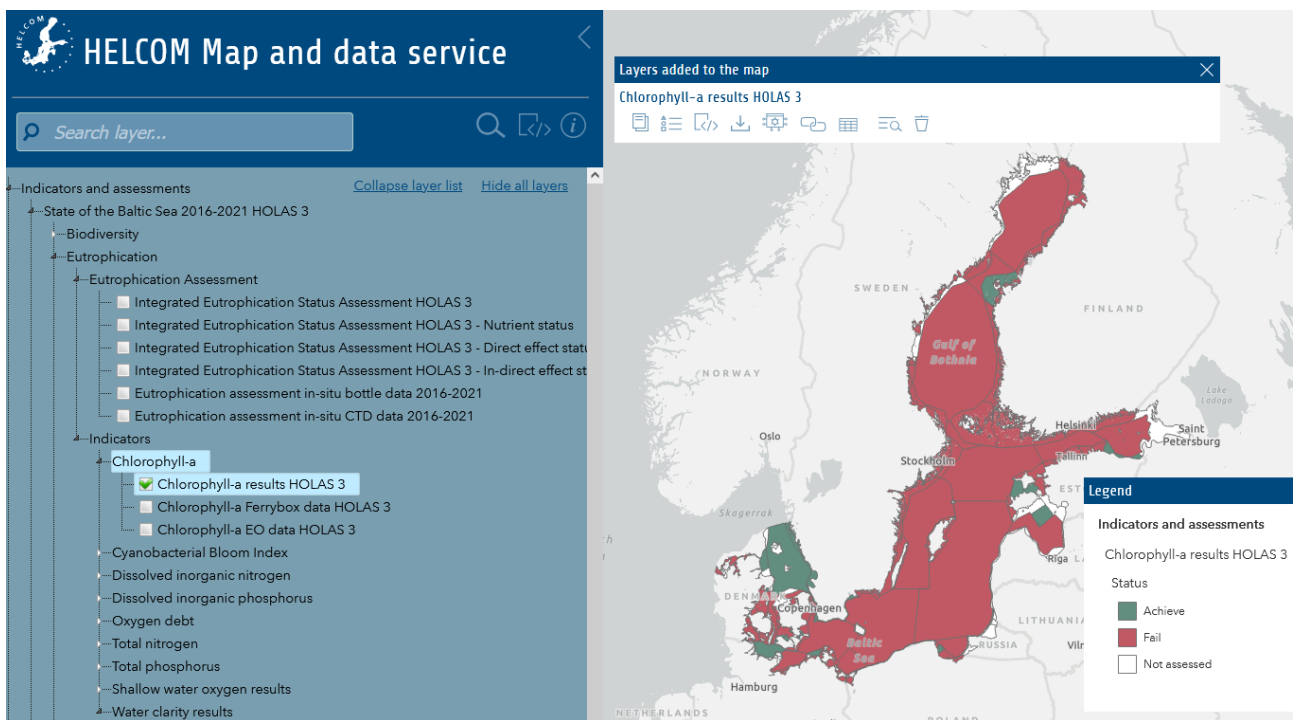 HELCOM
HELCOM Map and data service
Search layer...
Collapse layer list
Hide all layers
Indicators and assessments
State of the Baltic Sea 2016-2021 HOLAS 3
Biodiversity
Eutrophication
Eutrophication Assessment
Integrated Eutrophication Status Assessment HOLAS 3
Integrated Eutrophication Status Assessment HOLAS 3 - Nutrient status
Integrated Eutrophication Status Assessment HOLAS 3 - Direct effect statu
Integrated Eutrophication Status Assessment HOLAS 3 - In-direct effect st
Eutrophication assessment in-situ bottle data 2016-2021
Eutrophication assessment in-situ CTD data 2016-2021
Indicators
Chlorophyll-a
Chlorophyll-a results HOLAS 3
Chlorophyll-a Ferrybox data HOLAS 3
Chlorophyll-a EO data HOLAS 3
Cyanobacterial Bloom Index
Dissolved inorganic nitrogen
Dissolved inorganic phosphorus
Oxygen debt
Total nitrogen
Total phosphorus
Shallow water oxygen results
Water clarity results
Layers added to the map
Chlorophyll-a results HOLAS 3
SWEDEN
FINLAND
Gulf of
Bothnia
NORWAY
Lake
Ladoga
Oslo
Helsinki
Saint
Petersburg
Stockholm
Tallinn
EST
Skagerrak
Riga
L
DENMARK
Copenhagen
LITHUANIA
Baltic
Sea
RUSSIA
Vilr
Hamburg
NETHERLANDS
POLAND
Legend
Indicators and assessments
Chlorophyll-a results HOLAS 3
Status
Achieve
Fail
Not assessed